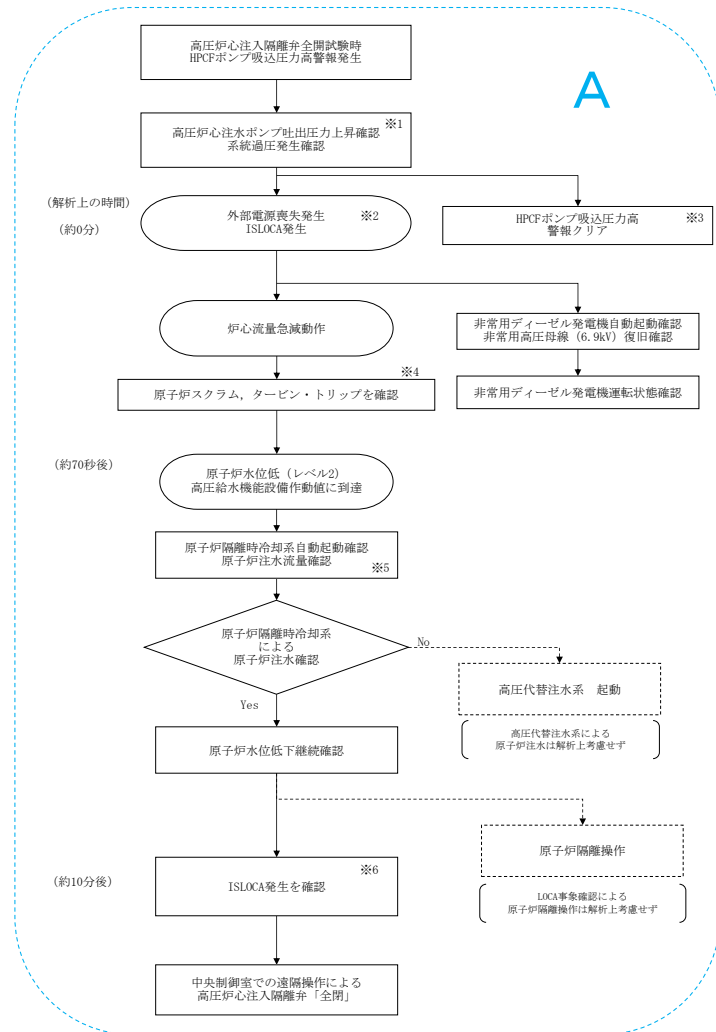 高圧炉心注入隔離弁全開試験時
HPCFポンプ吸込圧力高警報発生
A
※1
高圧炉心注水ポンプ吐出圧力上昇確認
系統過圧発生確認
(解析上の時間)
(約0分)
外部電源喪失発生
ISLOCA発生
※2
HPCFポンプ吸込圧力高
警報クリア
※3
炉心流量急減動作
非常用ディーゼル発電機自動起動確認
非常用高圧母線（6.9kV）復旧確認
※4
原子炉スクラム，タービン・トリップを確認
非常用ディーゼル発電機運転状態確認
(約70秒後)
原子炉水位低（レベル2）
高圧給水機能設備作動値に到達
原子炉隔離時冷却系自動起動確認
原子炉注水流量確認
※5
原子炉隔離時冷却系
による
原子炉注水確認
No
Yes
高圧代替注水系　起動
高圧代替注水系による
原子炉注水は解析上考慮せず
原子炉水位低下継続確認
原子炉隔離操作
LOCA事象確認による
原子炉隔離操作は解析上考慮せず
(約10分後)
※6
ISLOCA発生を確認
中央制御室での遠隔操作による
高圧炉心注入隔離弁「全閉」